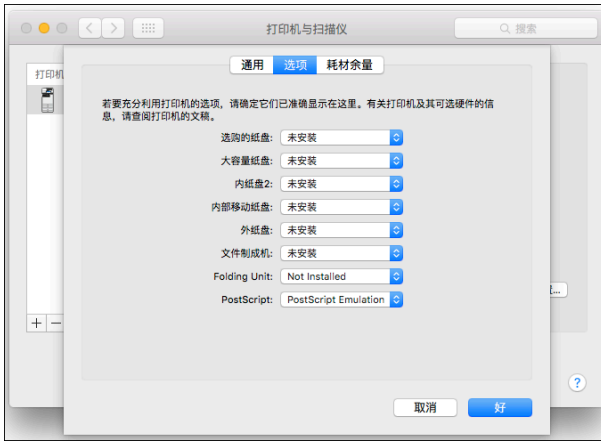 打印机与扫描仪
搜索
打印机
通用 选项 耗材余量
若要充分利用打印机的选项，请确定它们已准确显示在这里。有关打印机及其可选硬件的信
息，请查阅打印机的文稿。
选购的纸盘: 未安装
大容量纸盘: 未安装
内纸盘2: 未安装
内部移动纸盘: 未安装
外纸盘: 未安装
文件制成机: 未安装
Folding Unit: Not Installed
PostScript: PostScript Emulation
+ −
?
取消 好